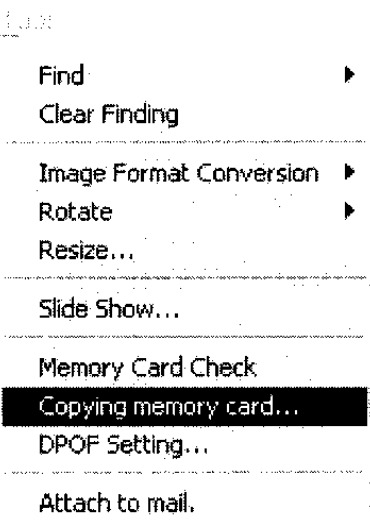 Find
Clear Finding
Image Format Conversion
Rotate
Resize...
Slide Show...
Memory Card Check
Copying memory card...
DPOF Setting...
Attach to mail.